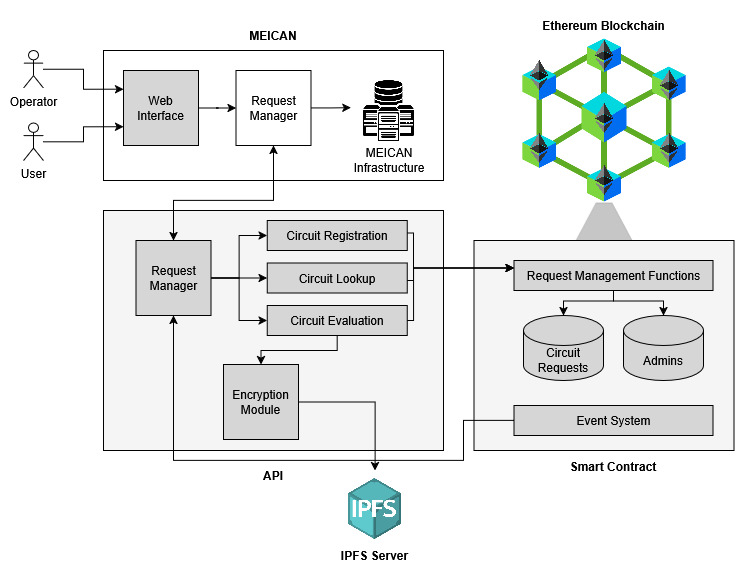 Ethereum Blockchain
MEICAN
Operator
User
Web
Interface
Request
Manager
MEICAN
Infrastructure
Request
Manager
Circuit Registration
Circuit Lookup
Circuit Evaluation
Encryption
Module
API
Request Management Functions
Circuit
Requests
Admins
Event System
Smart Contract
IPFS
IPFS Server